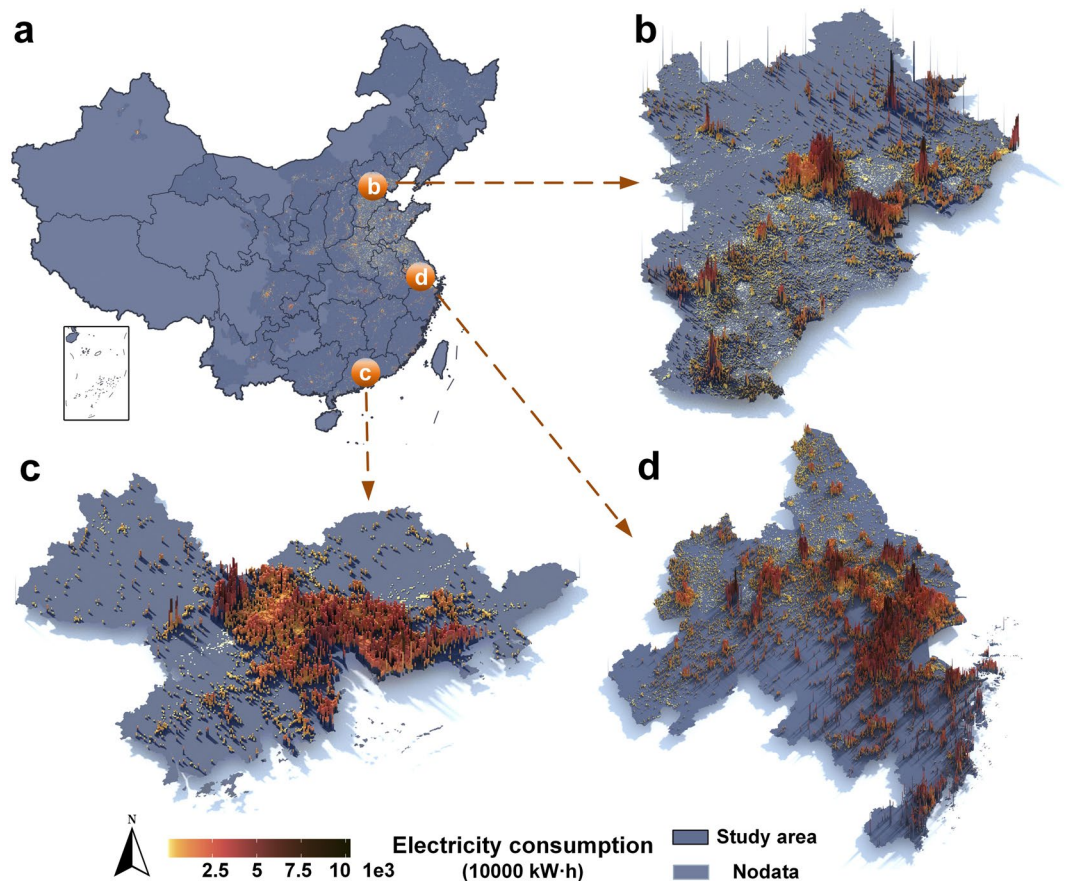 a
b
b
d
c
c
d
N
2.5 5 7.5 10 1e3
Electricity consumption
(10000 kW·h)
Study area
Nodata